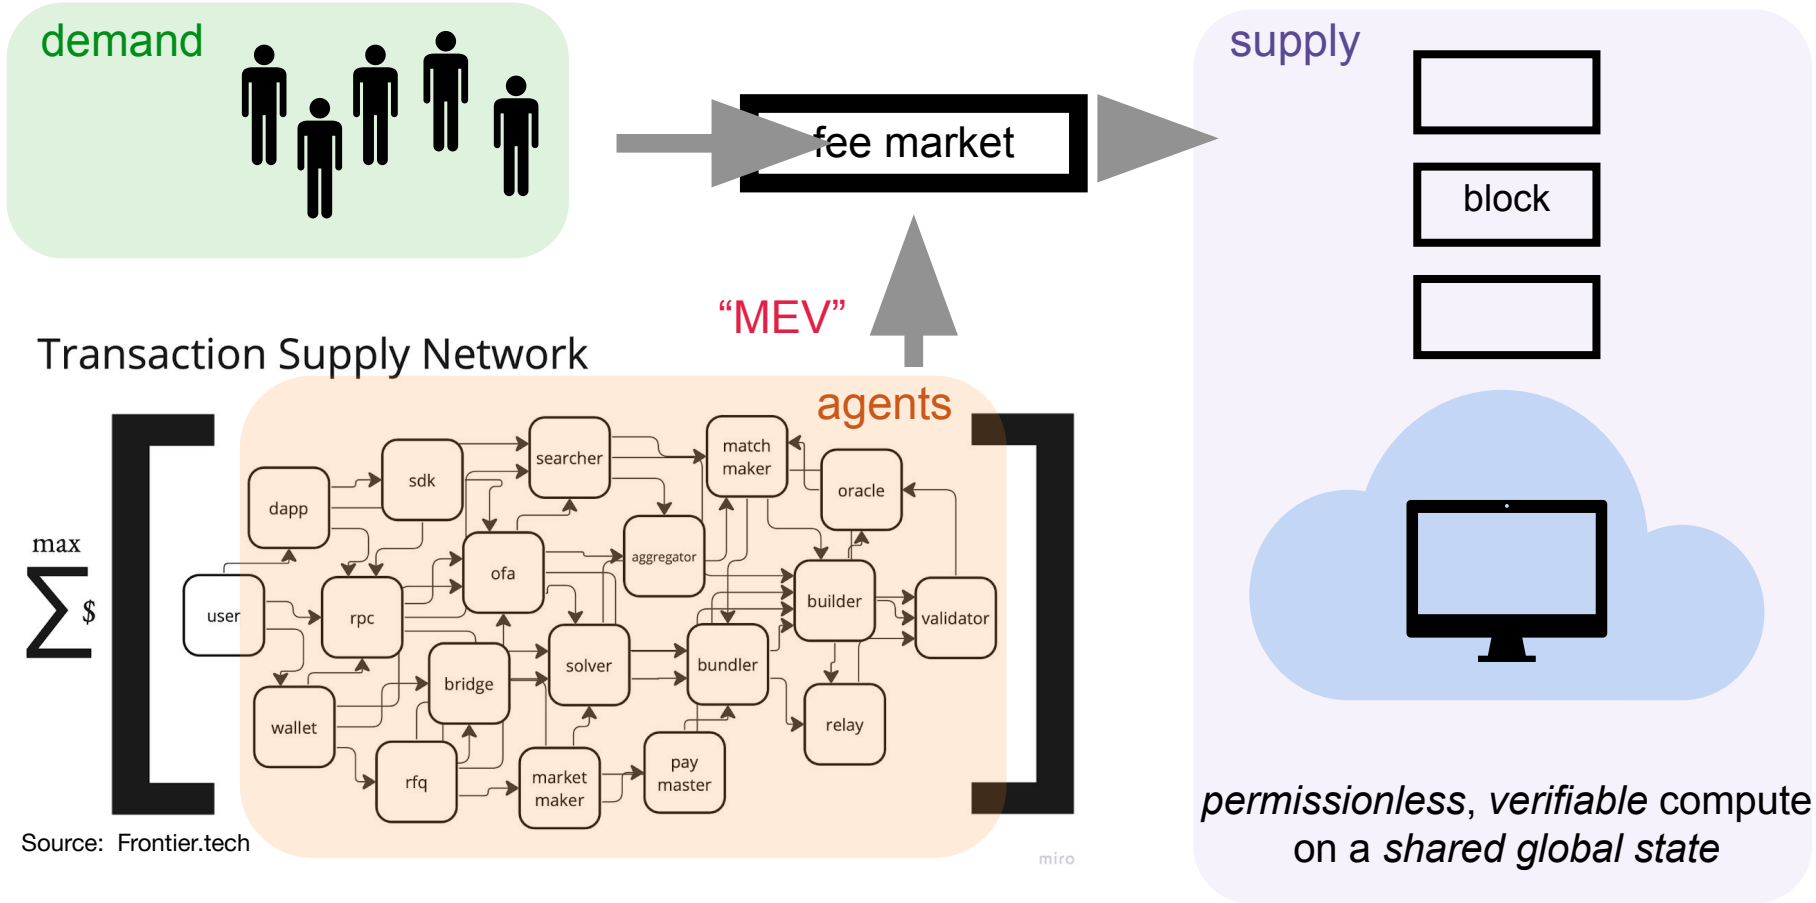 demand
supply
fee market
block
“MEV”
Transaction Supply Network
agents
max
∑ $
user
dapp
sdk
rpc
wallet
ofa
bridge
rfq
searcher
solver
market
maker
aggregator
match
maker
bundler
pay
master
oracle
builder
relay
validator
Source: Frontier.tech
miro
permissionless, verifiable compute
on a shared global state